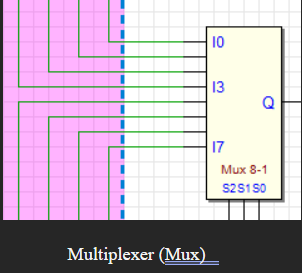 I0
I3
Q
I7
Mux 8-1
S2S1S0
Multiplexer (Mux)